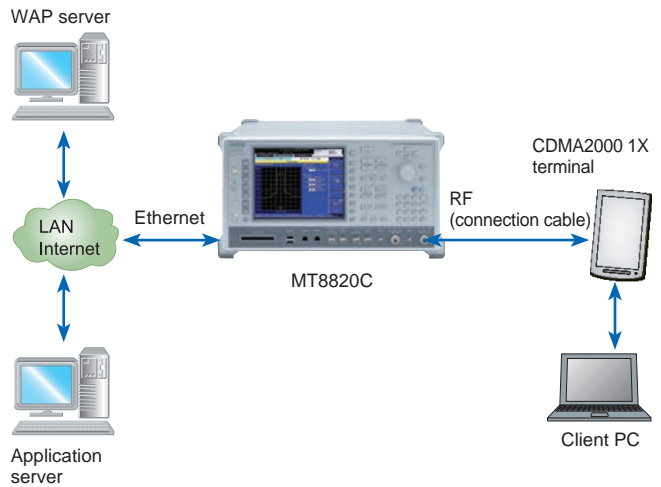 WAP server
CDMA2000 1X
terminal
RF
(connection cable)
Ethernet
LAN
Internet
MT8820C
Client PC
Application
server